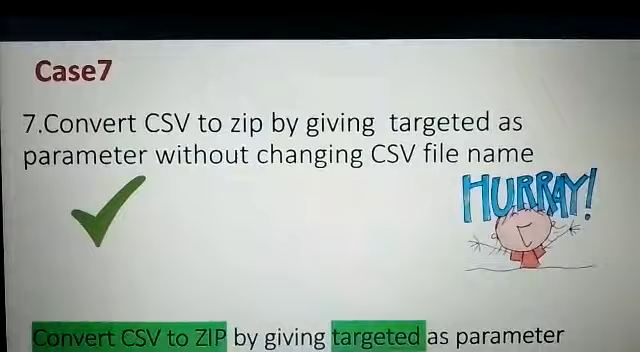 Case7
7.Convert CSV to zip by giving targeted as
parameter without changing CSV file name
HURRAY!
Convert CSV to ZIP by giving targeted as parameter